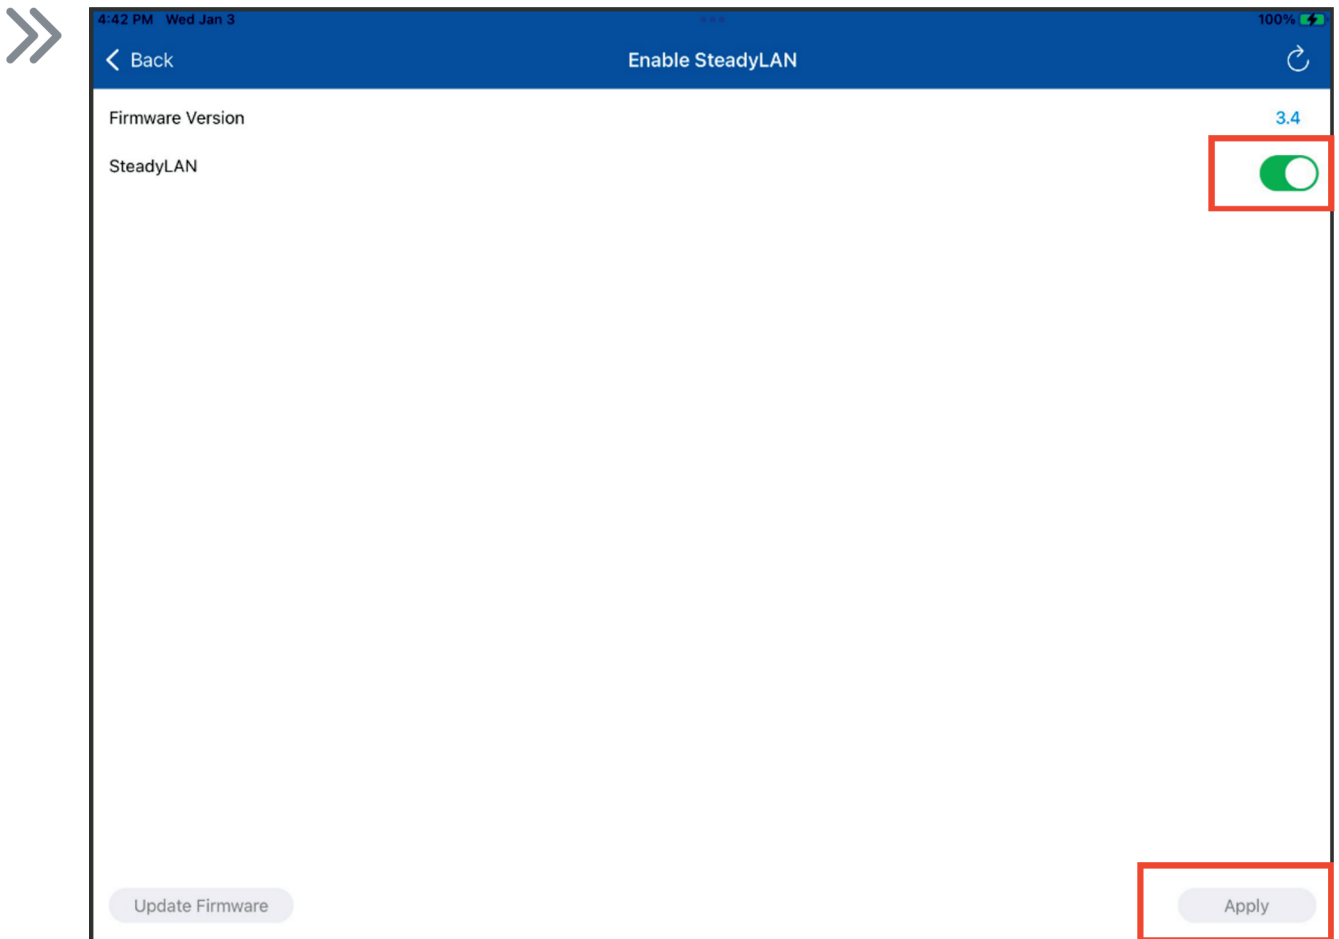 4:42 PM Wed Jan 3
100%
Back
Enable SteadyLAN
Firmware Version
3.4
SteadyLAN
Update Firmware
Apply